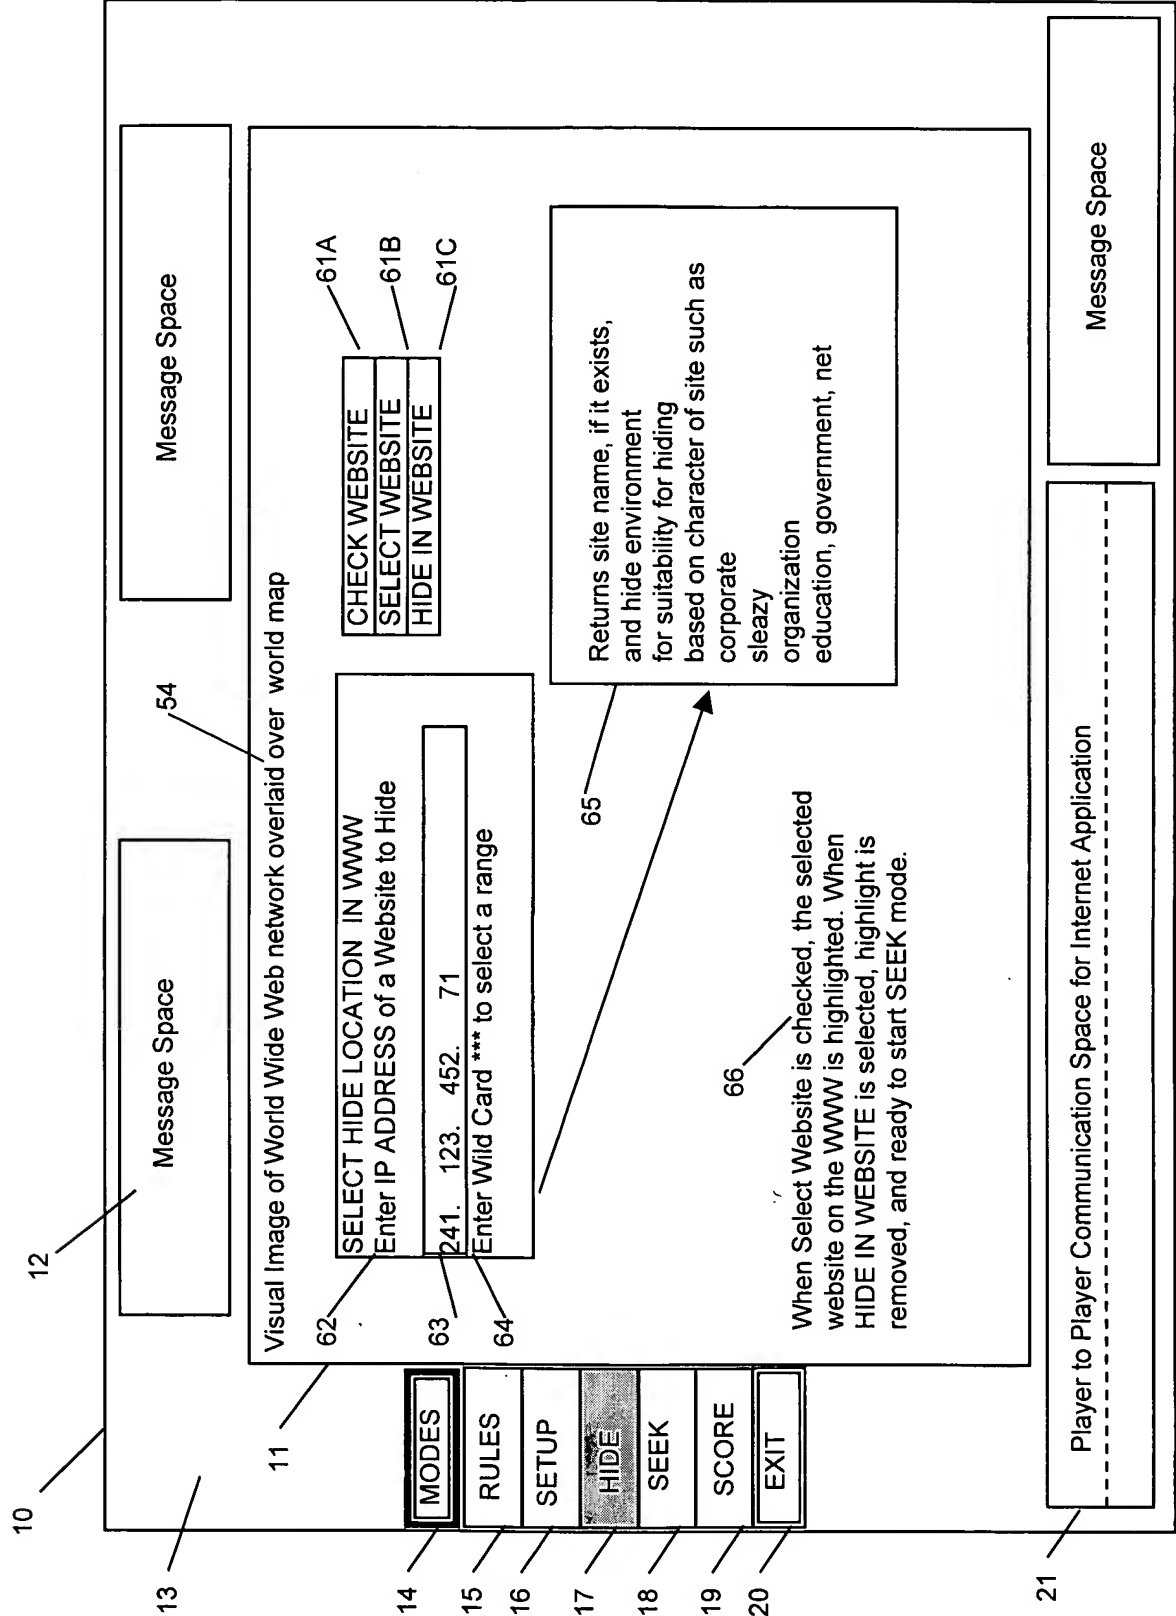 10
12
54
Message Space
Message Space
13
11
Visual Image of World Wide Web network overlaid over world map
62
SELECT HIDE LOCATION IN WWW
Enter IP ADDRESS of a Website to Hide
63
241. 123. 452. 71
64
Enter Wild Card *** to select a range
CHECK WEBSITE
61A
SELECT WEBSITE
61B
HIDE IN WEBSITE
61C
14
MODES
15
RULES
16
SETUP
17
HIDE
18
SEEK
19
SCORE
20
EXIT
65
Returns site name, if it exists,
and hide environment
for suitability for hiding
based on character of site such as
corporate
sleazy
organization
education, government, net
66
When Select Website is checked, the selected
website on the WWW is highlighted. When
HIDE IN WEBSITE is selected, highlight is
removed, and ready to start SEEK mode.
21
Player to Player Communication Space for Internet Application
Message Space